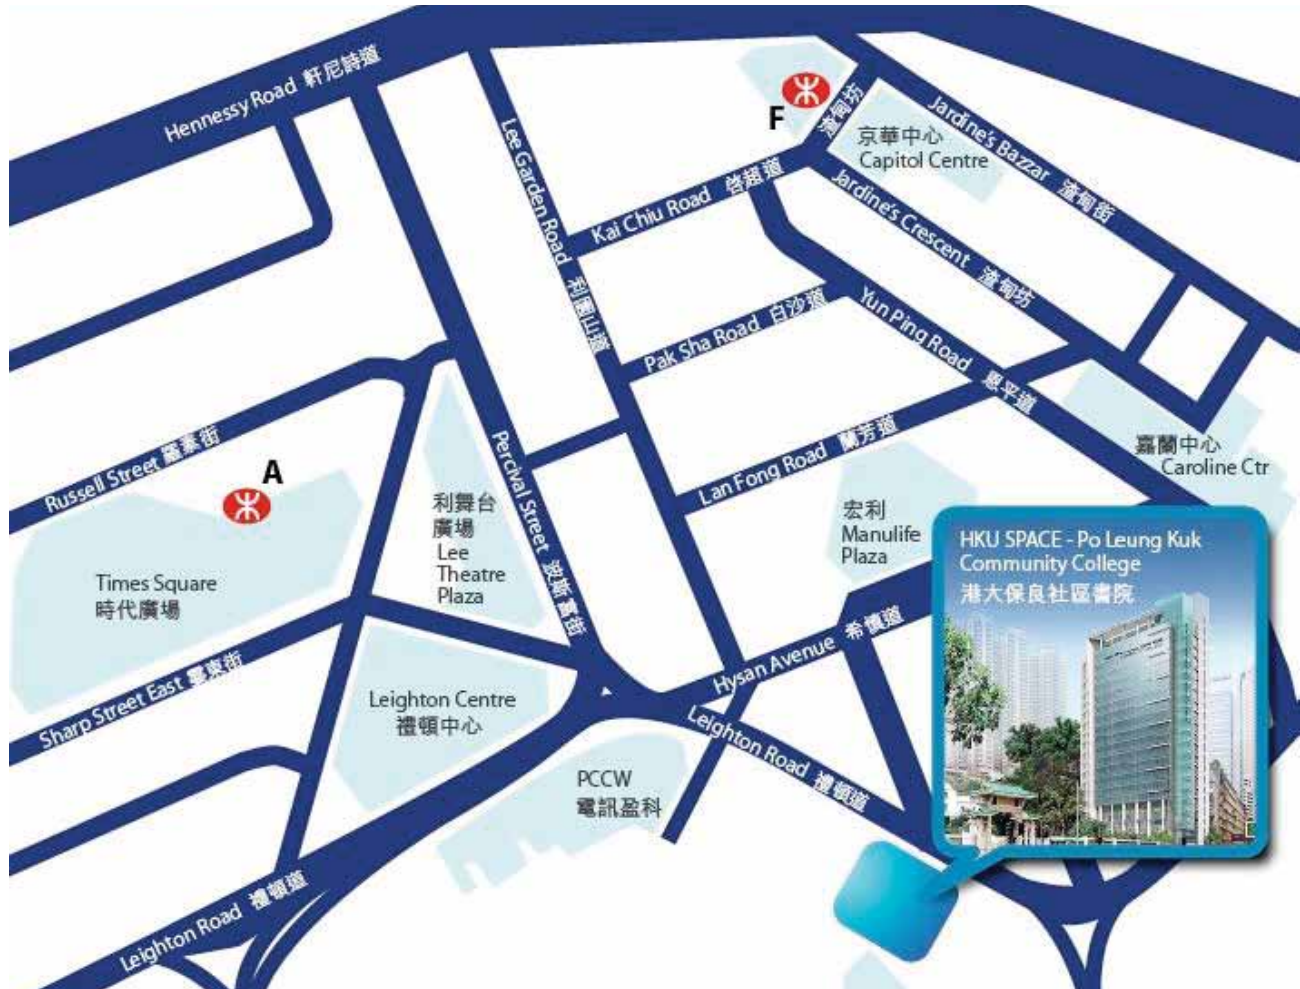 Hennessy Road 軒尼詩道
F
渣甸坊
京華中心
Capitol Centre
Jardine's Bazzar 渣甸街
Lee Garden Road 利園山道
Kai Chiu Road 啓超道
Jardine's Crescent 渣甸坊
Pak Sha Road 白沙道
Yun Ping Road 恩平道
Russell Street 羅素街
A
Percival Street 波斯富街
Lan Fong Road 蘭芳道
嘉蘭中心
Caroline Ctr
利舞台
廣場
Lee
Theatre
Plaza
宏利
Manulife
Plaza
HKU SPACE - Po Leung Kuk
Community College
港大保良社區書院
Times Square
時代廣場
Hysan Avenue 希慎道
Sharp Street East 霎東街
Leighton Centre
禮頓中心
Leighton Road 禮頓道
PCCW
電訊盈科
Leighton Road 禮頓道